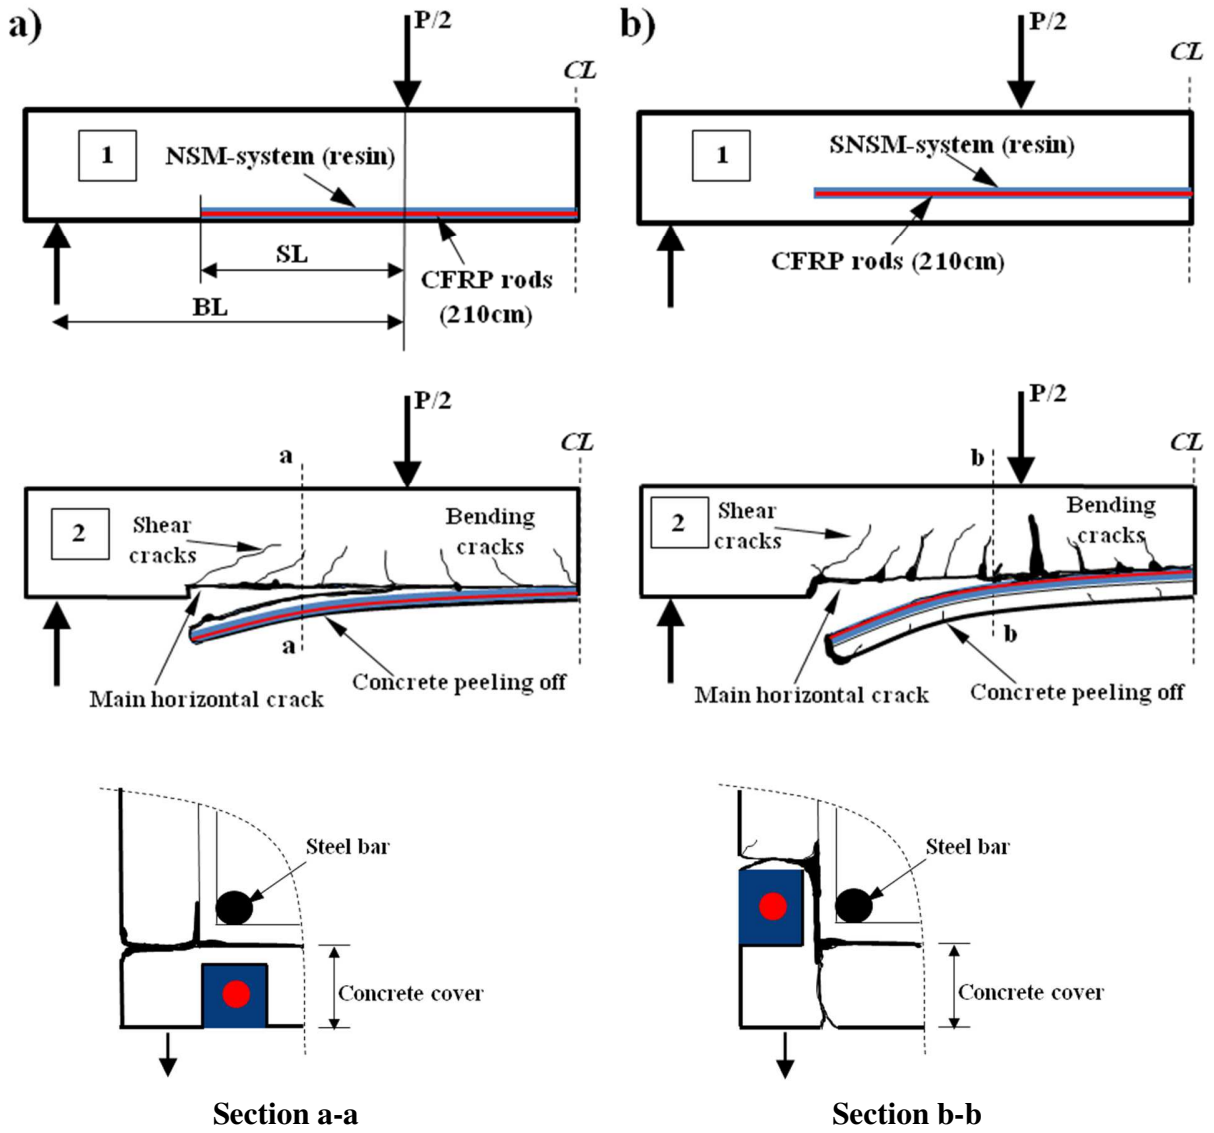 a)
P/2
CL
1
NSM-system (resin)
SL
CFRP rods
(210cm)
BL
b)
P/2
CL
1
SNSM-system (resin)
CFRP rods (210cm)
P/2
CL
a
2
Shear
cracks
Bending
cracks
a
Concrete peeling off
Main horizontal crack
P/2
CL
b
2
Shear
cracks
Bending
cracks
b
Concrete peeling off
Main horizontal crack
Steel bar
Concrete cover
Section a-a
Steel bar
Concrete cover
Section b-b